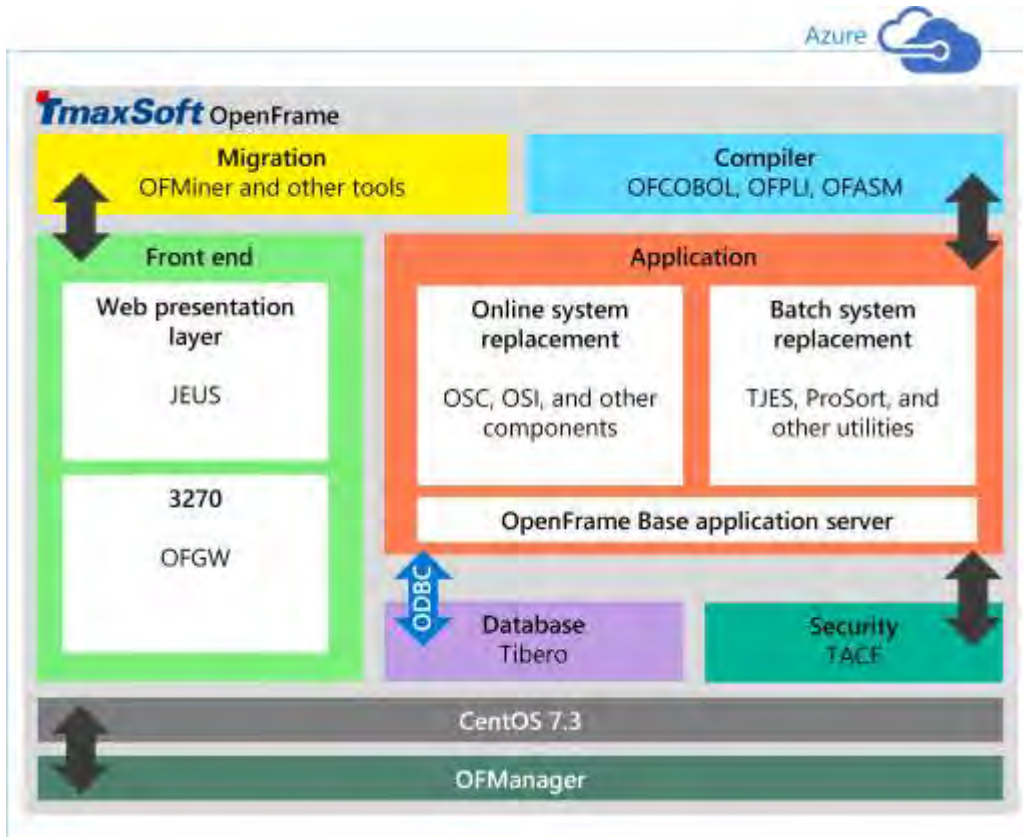 Azure
TmaxSoft OpenFrame
Migration
OFMiner and other tools
Compiler
OFCOBOL, OFPLI, OFASM
Front end
Web presentation
layer
JEUS
3270
OFGW
Application
Online system
replacement
OSC, OSI, and other
components
Batch system
replacement
TJES, ProSort, and
other utilities
OpenFrame Base application server
ODBC
Database
Tibero
Security
TACF
CentOS 7.3
OFManager